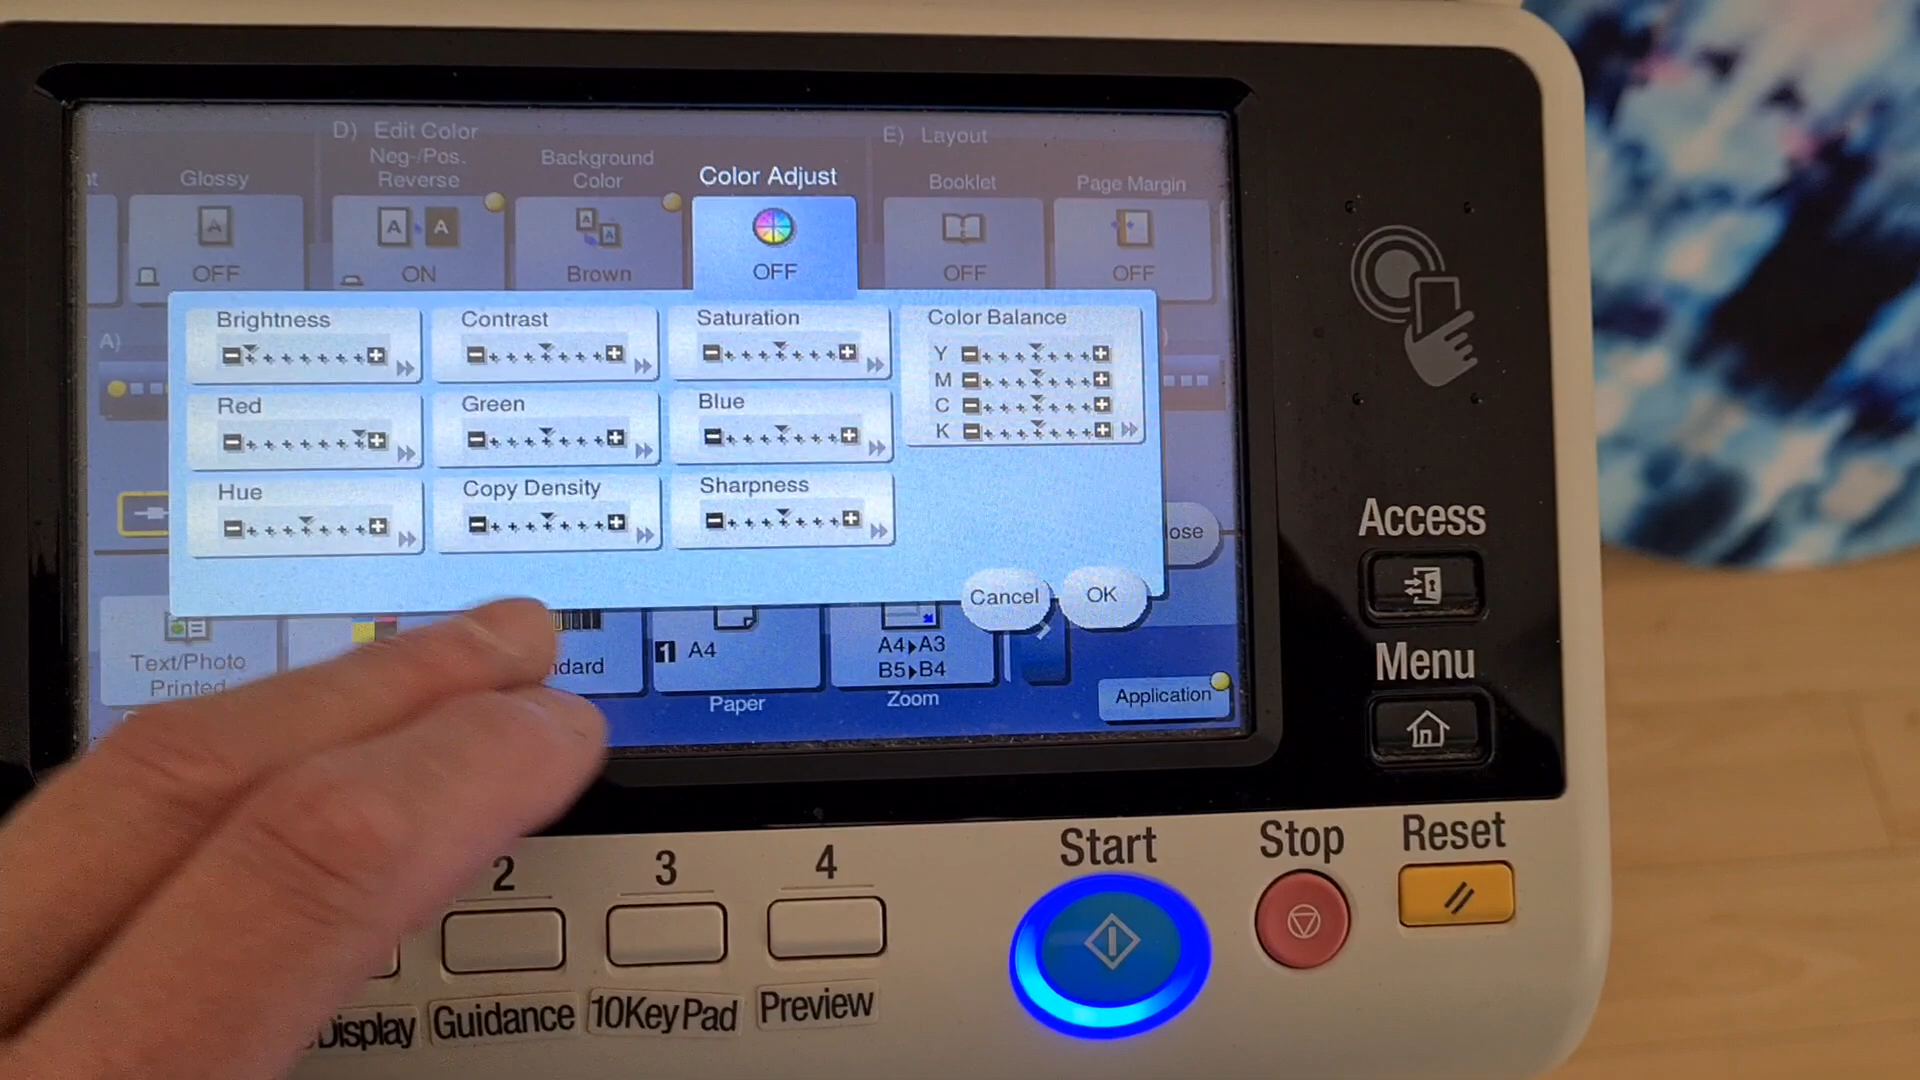 D) Edit Color
E) Layout
Glossy
Neg-/Pos.
Reverse
Background
Color
Color Adjust
Booklet
Page Margin
A
A
A
A
A
OFF
ON
Brown
OFF
OFF
OFF
A)
Brightness
Contrast
Saturation
Color Balance
Y
M
C
K
Red
Green
Blue
Hue
Copy Density
Sharpness
Cancel
OK
Text/Photo
Printed
1 A4
A4▸A3
B5▸B4
Paper
Zoom
Application
Access
Menu
2
3
4
Start
Stop
Reset
Display
Guidance
10KeyPad
Preview